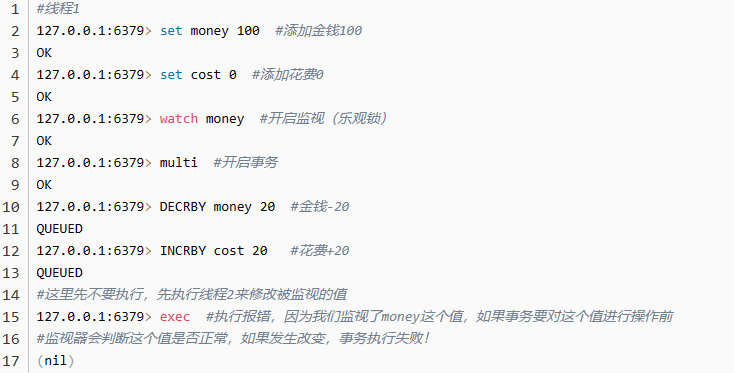 1 #线程1
2 127.0.0.1:6379> set money 100 #添加金钱100
3 OK
4 127.0.0.1:6379> set cost 0 #添加花费0
5 OK
6 127.0.0.1:6379> watch money #开启监视（乐观锁）
7 OK
8 127.0.0.1:6379> multi #开启事务
9 OK
10 127.0.0.1:6379> DECRBY money 20 #金钱-20
11 QUEUED
12 127.0.0.1:6379> INCRBY cost 20 #花费+20
13 QUEUED
14 #这里先不要执行，先执行线程2来修改被监视的值
15 127.0.0.1:6379> exec #执行报错，因为我们监视了money这个值，如果事务要对这个值进行操作前
16 #监视器会判断这个值是否正常，如果发生改变，事务执行失败！
17 (nil)